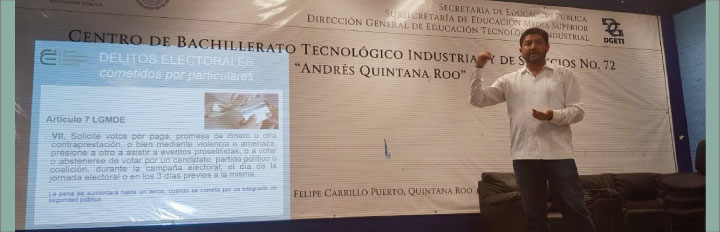 EDUCACIÓN PÚBLICA
SECRETARÍA DE EDUCACIÓN PÚBLICA
SUBSECRETARÍA DE EDUCACIÓN MEDIA SUPERIOR
DIRECCIÓN GENERAL DE EDUCACIÓN TECNOL INDUSTRIAL
DGETI
CENTRO DE BACHILLERATO TECNOLÓGICO INDUSTRIAL Y DE SE ICIOS NO. 72
"ANDRÉS QUINTANA ROO"
DELITOS ELECTORALES
cometidos por particulares
Artículo 7 LGMDE
VII. Solicite votos por paga, promesa de dinero u otra
contraprestación, o bien mediante violencia o amenaza,
presione a otro a asistir a eventos proselitistas, o a votar
o abstenerse de votar por un candidato, partido político o
coalición, durante la campaña electoral, el día de la
jornada electoral o en los 3 días previos a la misma.
La pena se aumentará hasta un tercio, cuando se cometa por un integrante de
seguridad pública.
FELIPE CARRILLO PUERTO, QUINTANA ROO